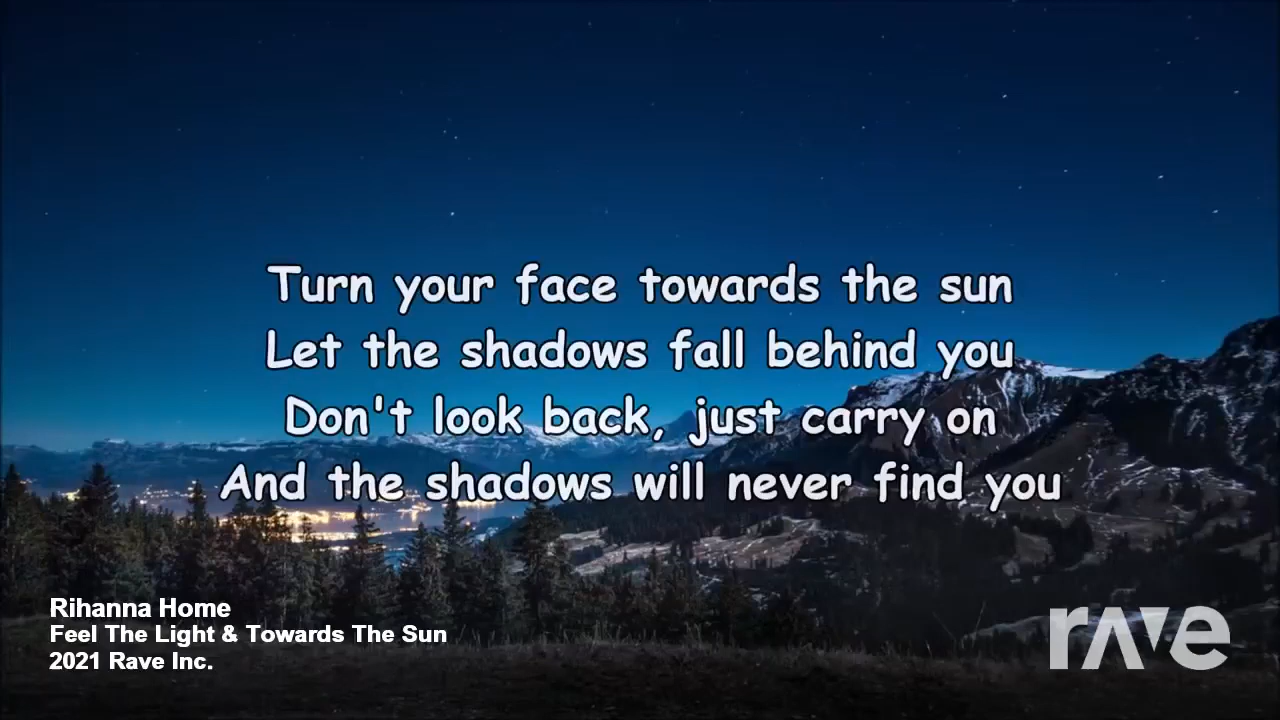 Turn your face towards the sun
Let the shadows fall behind you
Don't look back, just carry on
And the shadows will never find you
Rihanna Home
Feel The Light & Towards The Sun
2021 Rave Inc.
rave